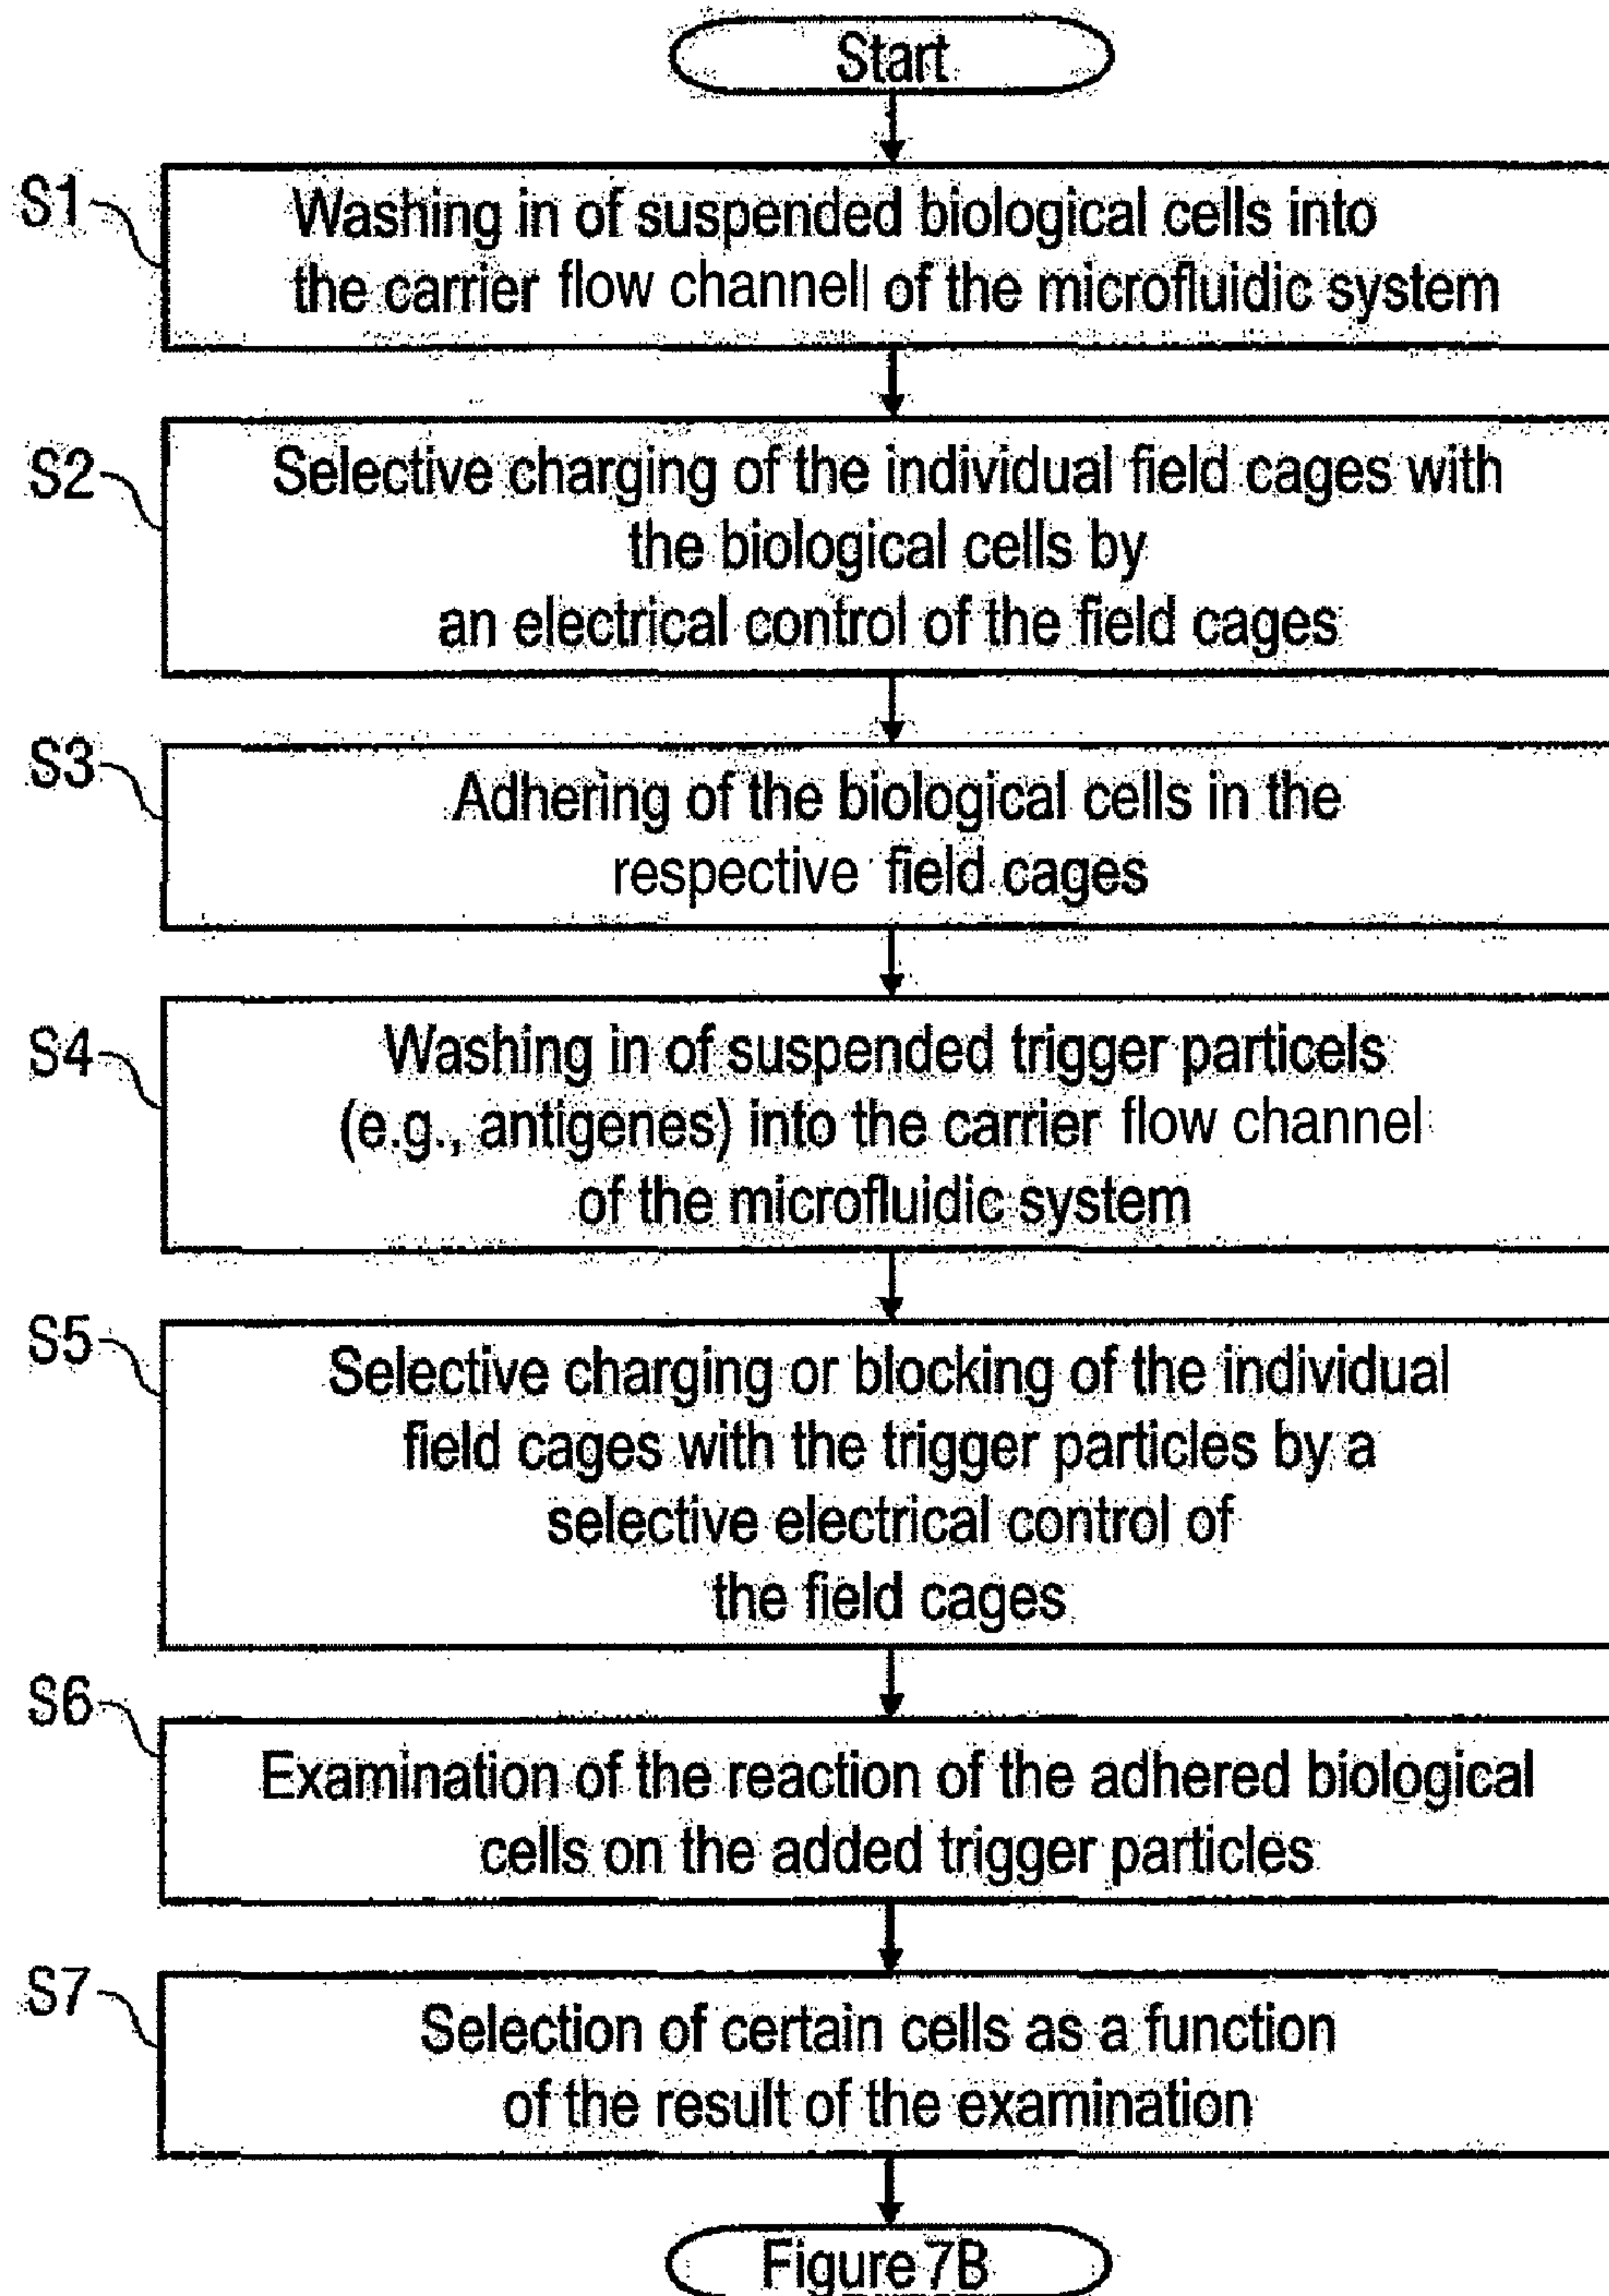 Start
S1
Washing in of suspended biological cells into
the carrier flow channel of the microfluidic system
S2
Selective charging of the individual field cages with
the biological cells by
an electrical control of the field cages
S3
Adhering of the biological cells in the
respective field cages
S4
Washing in of suspended trigger particels
(e.g., antigenes) into the carrier flow channel
of the microfluidic system
S5
Selective charging or blocking of the individual
field cages with the trigger particles by a
selective electrical control of
the field cages
S6
Examination of the reaction of the adhered biological
cells on the added trigger particles
S7
Selection of certain cells as a function
of the result of the examination
Figure 7B